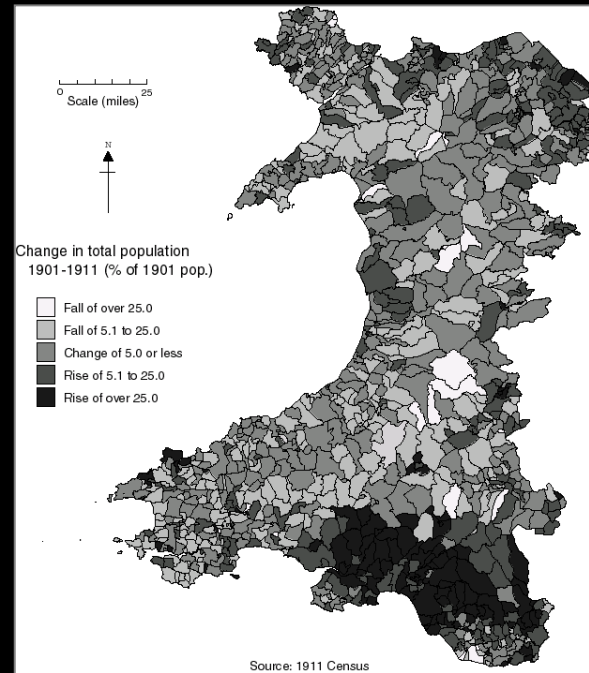 0 25
Scale (miles)
N
Change in total population
1901-1911 (% of 1901 pop.)
Fall of over 25.0
Fall of 5.1 to 25.0
Change of 5.0 or less
Rise of 5.1 to 25.0
Rise of over 25.0
Source: 1911 Census